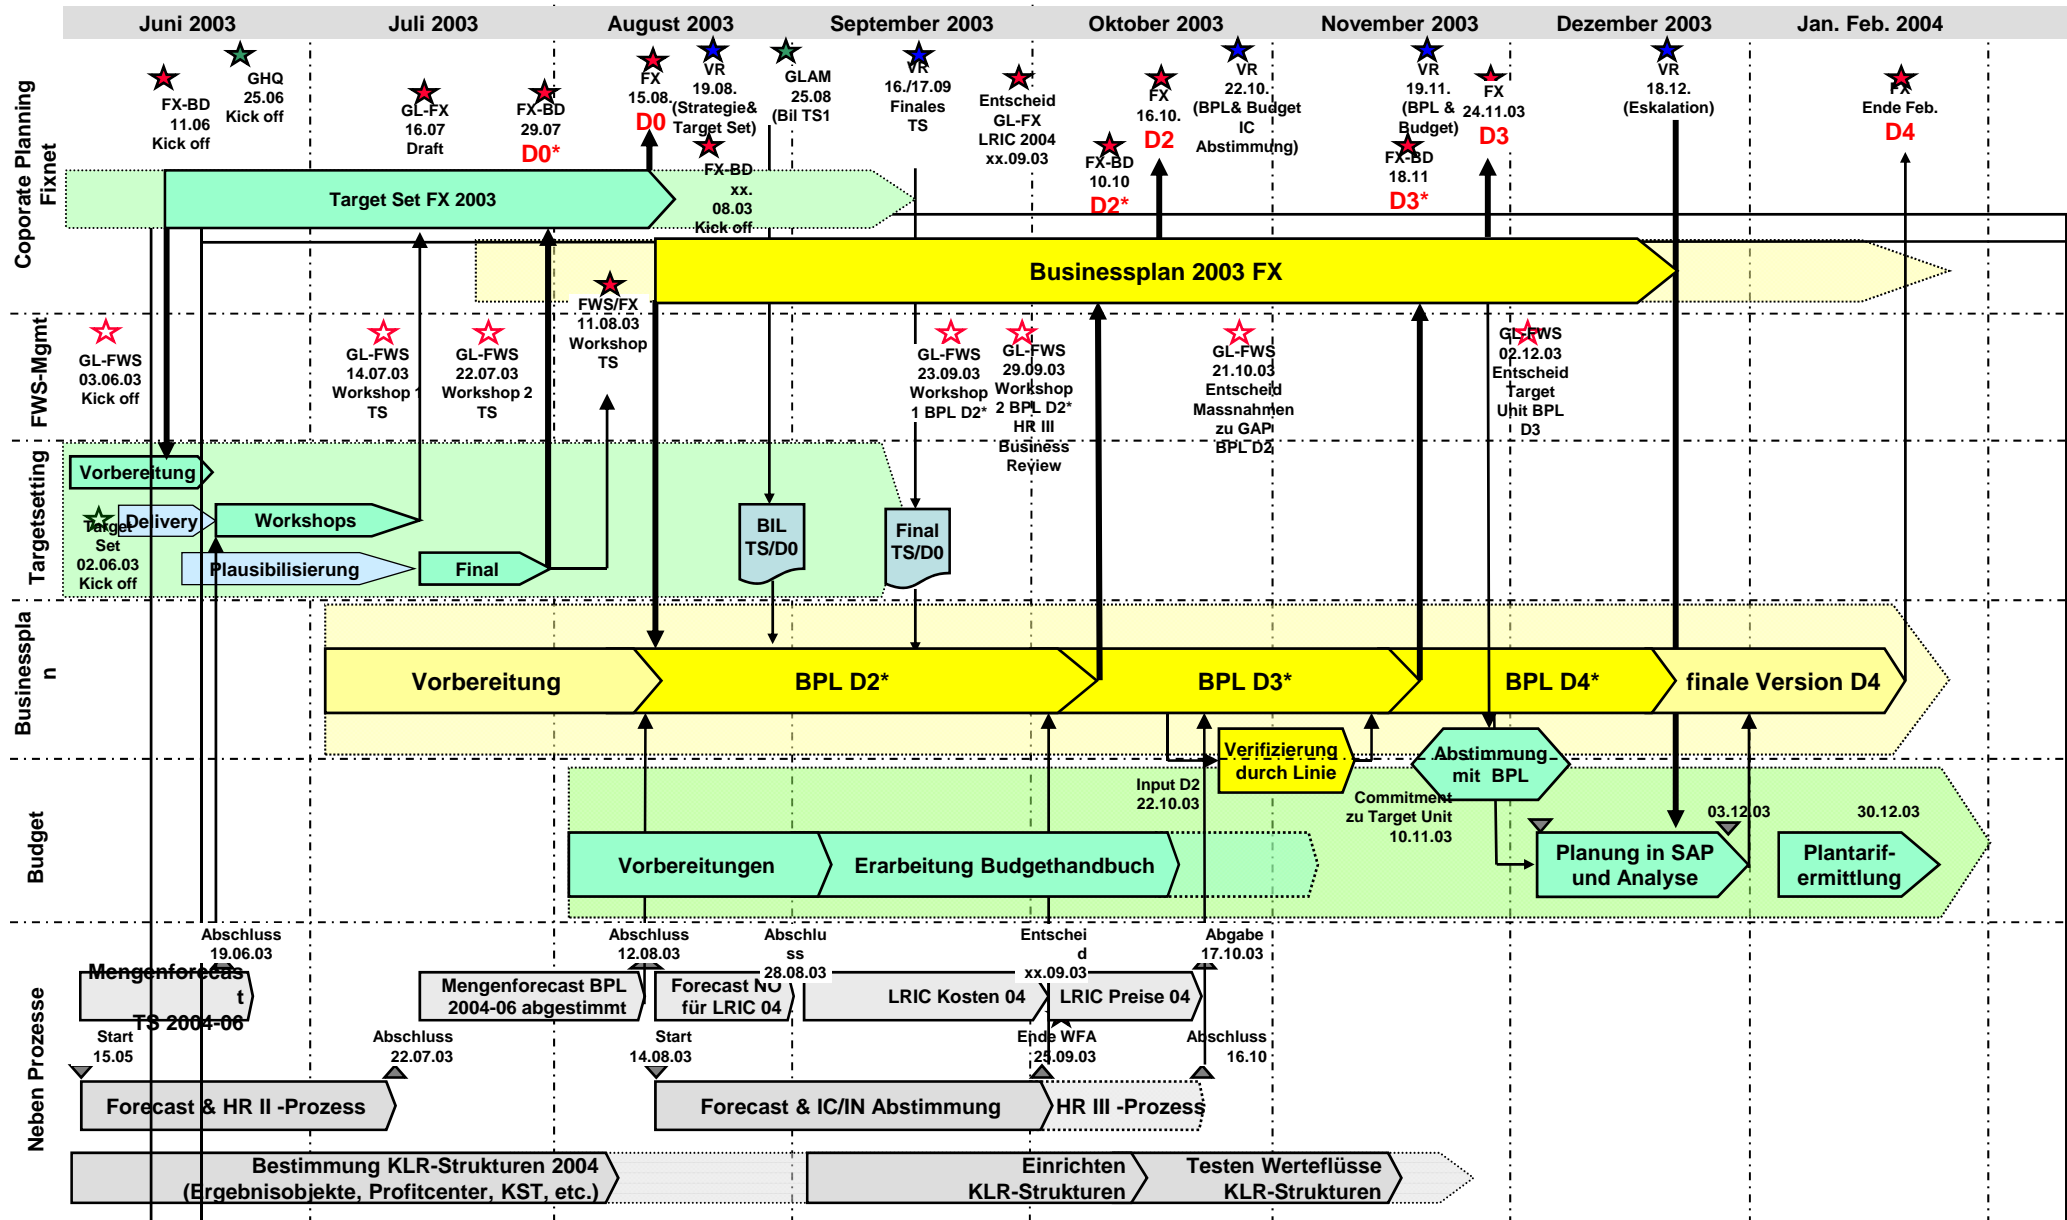 Juni 2003
Juli 2003
August 2003
September 2003
Oktober 2003
November 2003
Dezember 2003
Jan. Feb. 2004
Coporate Planning
Fixnet
FX-BD
11.06
Kick off
GHQ
25.06
Kick off
GL-FX
16.07
Draft
FX-BD
29.07
D0*
FX
15.08.
D0
VR
19.08.
(Strategie&
Target Set)
FX-BD
xx.
08.03
Kick off
GLAM
25.08
(Bil TS1
VR
16./17.09
Finales
TS
Entscheid
GL-FX
LRIC 2004
xx.09.03
FX-BD
10.10
D2*
FX
16.10.
D2
VR
22.10.
(BPL& Budget
IC
Abstimmung)
VR
19.11.
(BPL &
Budget)
FX-BD
18.11
D3*
FX
24.11.03
D3
VR
18.12.
(Eskalation)
FX
Ende Feb.
D4
Target Set FX 2003
Businessplan 2003 FX
FWS-Mgmt
GL-FWS
03.06.03
Kick off
GL-FWS
14.07.03
Workshop 1
TS
GL-FWS
22.07.03
Workshop 2
TS
FWS/FX
11.08.03
Workshop
TS
GL-FWS
23.09.03
Workshop
1 BPL D2*
GL-FWS
29.09.03
Workshop
2 BPL D2*
HR III
Business
Review
GL-FWS
21.10.03
Entscheid
Massnahmen
zu GAP
BPL D2
GL-FWS
02.12.03
Entscheid
Target
Unit BPL
D3
Targetsetting
Vorbereitung
Delivery
Workshops
Target
Set
02.06.03
Kick off
Plausibilisierung
Final
BIL
TS/D0
Final
TS/D0
Businesspla
n
Vorbereitung
BPL D2*
BPL D3*
BPL D4*
finale Version D4
Verifizierung
durch Linie
Abstimmung
mit BPL
Budget
Input D2
22.10.03
Commitment
zu Target Unit
10.11.03
03.12.03
30.12.03
Vorbereitungen
Erarbeitung Budgethandbuch
Planung in SAP
und Analyse
Plantarif-
ermittlung
Neben Prozesse
Abschluss
19.06.03
Abschluss
12.08.03
Abschlu
ss
28.08.03
Entschei
d
xx.09.03
Abgabe
17.10.03
Mengenforecas
t
TS 2004-06
Mengenforecast BPL
2004-06 abgestimmt
Forecast NO
für LRIC 04
LRIC Kosten 04
LRIC Preise 04
Start
15.05
Abschluss
22.07.03
Start
14.08.03
Ende WFA
25.09.03
Abschluss
16.10
Forecast & HR II -Prozess
Forecast & IC/IN Abstimmung
HR III -Prozess
Bestimmung KLR-Strukturen 2004
(Ergebnisobjekte, Profitcenter, KST, etc.)
Einrichten
KLR-Strukturen
Testen Werteflüsse
KLR-Strukturen